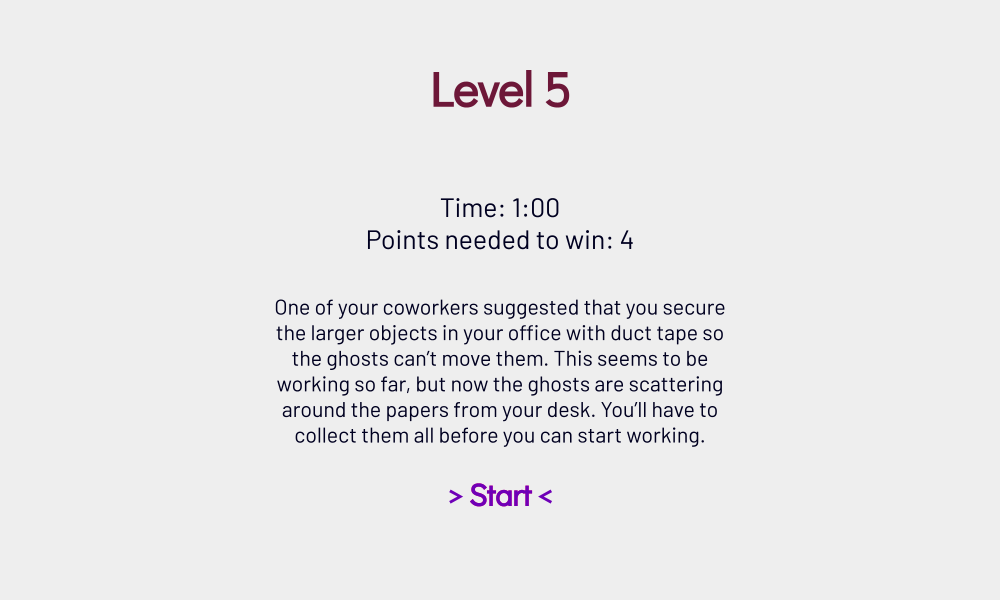 Level 5
Time: 1:00
Points needed to win: 4
One of your coworkers suggested that you secure
the larger objects in your office with duct tape so
the ghosts can’t move them. This seems to be
working so far, but now the ghosts are scattering
around the papers from your desk. You’ll have to
collect them all before you can start working.
> Start <